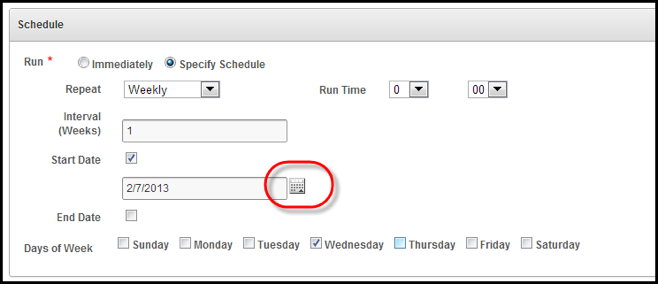 Schedule
Run * Immediately Specify Schedule
Repeat Weekly Run Time 0 00
Interval
(Weeks) 1
Start Date
2/7/2013
End Date
Days of Week Sunday Monday Tuesday Wednesday Thursday Friday Saturday